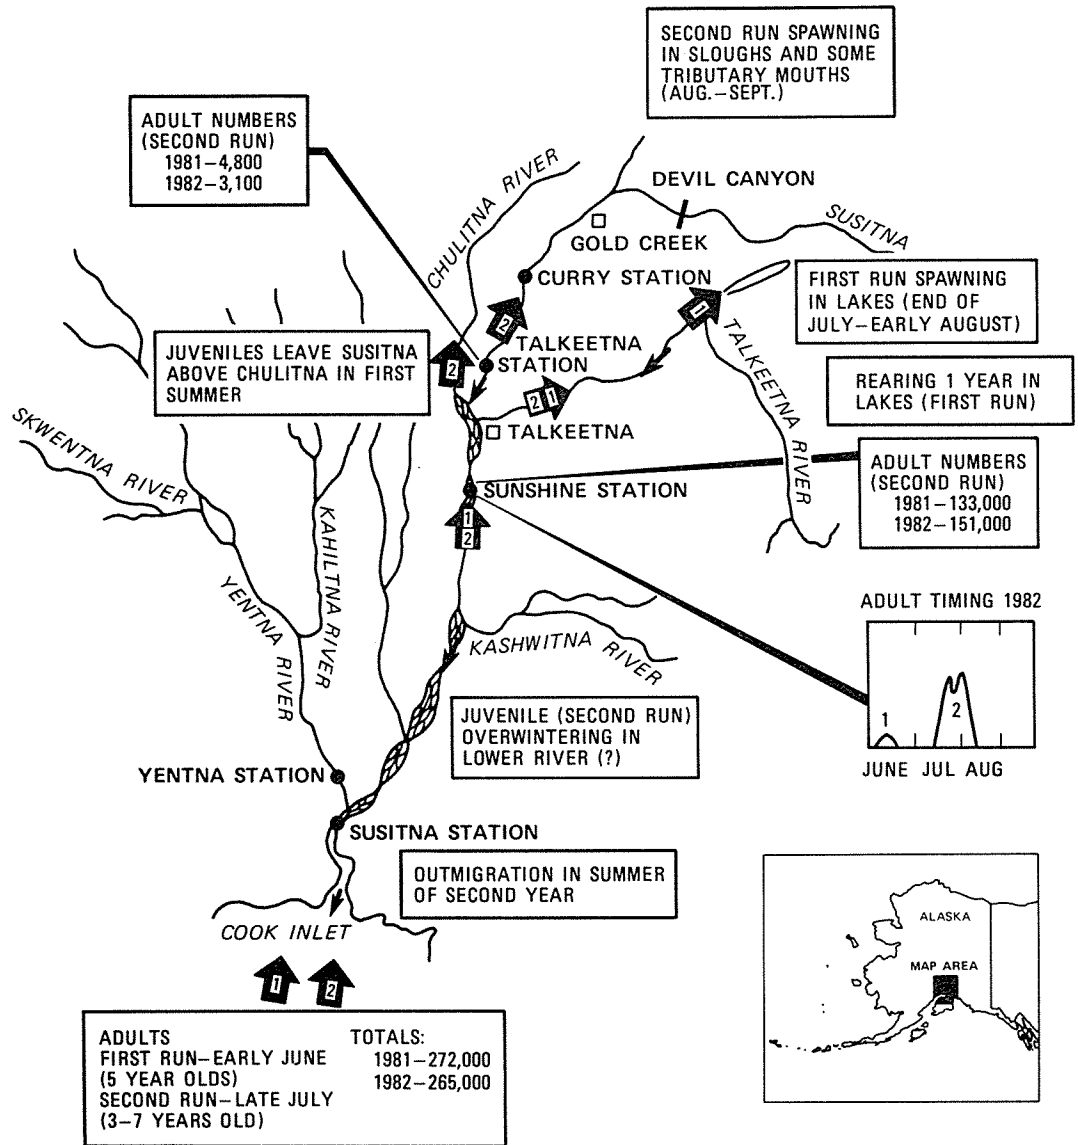 SECOND RUN SPAWNING
IN SLOUGHS AND SOME
TRIBUTARY MOUTHS
(AUG.–SEPT.)
ADULT NUMBERS
(SECOND RUN)
1981–4,800
1982–3,100
CHULITNA RIVER
DEVIL CANYON
SUSITNA
GOLD CREEK
CURRY STATION
FIRST RUN SPAWNING
IN LAKES (END OF
JULY–EARLY AUGUST)
1
2
TALKEETNA
STATION
JUVENILES LEAVE SUSITNA
ABOVE CHULITNA IN FIRST
SUMMER
2
TALKEETNA RIVER
REARING 1 YEAR IN
LAKES (FIRST RUN)
2 1
TALKEETNA
SKWENTNA RIVER
ADULT NUMBERS
(SECOND RUN)
1981–133,000
1982–151,000
SUNSHINE STATION
1
2
KAHILTNA RIVER
YENTNA RIVER
KASHWITNA RIVER
ADULT TIMING 1982
1
2
JUNE JUL AUG
JUVENILE (SECOND RUN)
OVERWINTERING IN
LOWER RIVER (?)
YENTNA STATION
SUSITNA STATION
OUTMIGRATION IN SUMMER
OF SECOND YEAR
COOK INLET
1
2
ALASKA
MAP AREA
ADULTS
FIRST RUN–EARLY JUNE
(5 YEAR OLDS)
SECOND RUN–LATE JULY
(3–7 YEARS OLD)
TOTALS:
1981–272,000
1982–265,000